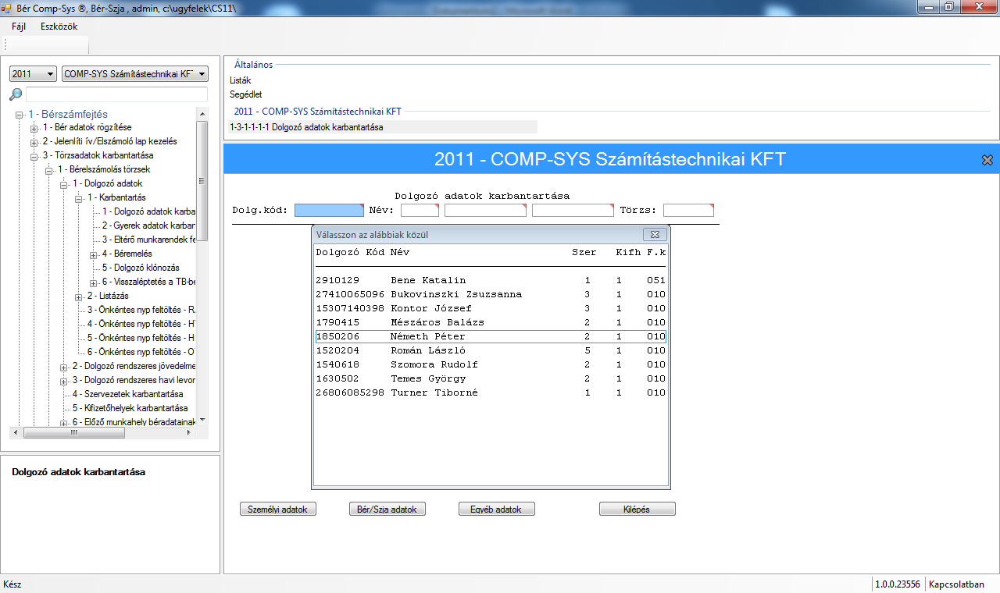 Bér Comp-Sys ®, Bér-Szja , admin, c:\ugyfelek\CS11\
Fájl Eszközök
2011 COMP-SYS Számítástechnikai KFT
1 - Bérszámfejtés
1 - Bér adatok rögzítése
2 - Jelenlíti ív/Elszámoló lap kezelés
3 - Törzsadatok karbantartása
1 - Bérelszámolás törzsek
1 - Dolgozó adatok
1 - Karbantartás
1 - Dolgozó adatok karba
2 - Gyerek adatok karban
3 - Eltérő munkarendek fe
4 - Béremelés
5 - Dolgozó klónozás
6 - Visszaléptetés a TB-be
2 - Listázás
3 - Önkéntes nyp feltöltés - R
4 - Önkéntes nyp feltöltés - H
5 - Önkéntes nyp feltöltés - H
6 - Önkéntes nyp feltöltés - O
2 - Dolgozó rendszeres jövedelme
3 - Dolgozó rendszeres havi levor
4 - Szervezetek karbantartása
5 - Kifizetőhelyek karbantartása
6 - Előző munkahely béradatainak
Dolgozó adatok karbantartása
Általános
Listák
Segédlet
2011 - COMP-SYS Számítástechnikai KFT
1-3-1-1-1-1 Dolgozó adatok karbantartása
2011 - COMP-SYS Számítástechnikai KFT
Dolgozó adatok karbantartása
Dolg.kód: Név: Törzs:
Válasszon az alábbiak közül
Dolgozó Kód Név Szer Kifh F.k
2910129 Bene Katalin 1 1 051
27410065096 Bukovinszki Zsuzsanna 3 1 010
15307140398 Kontor József 3 1 010
1790415 Mészáros Balázs 2 1 010
1850206 Németh Péter 2 1 010
1520204 Román László 5 1 010
1540618 Szomora Rudolf 2 1 010
1630502 Temes György 2 1 010
26806085298 Turner Tiborné 1 1 010
Személyi adatok Bér/Szja adatok Egyéb adatok Kilépés
Kész 1.0.0.23556 Kapcsolatban